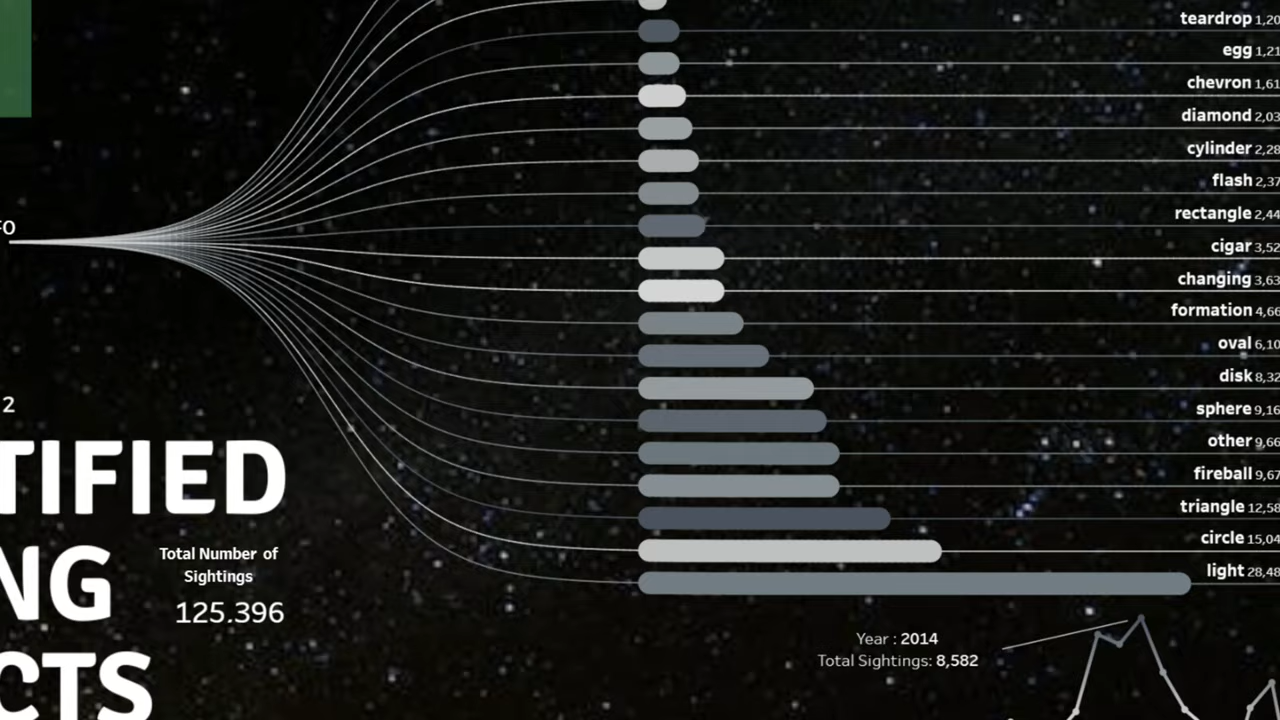 teardrop 1,20
egg 1,21
chevron 1,61
diamond 2,03
cylinder 2,28
flash 2,37
rectangle 2,44
cigar 3,52
changing 3,63
formation 4,66
oval 6,10
disk 8,32
sphere 9,16
other 9,66
fireball 9,67
triangle 12,58
circle 15,04
light 28,48
FO
2
TIFIED
NG
CTS
Total Number of
Sightings
125.396
Year : 2014
Total Sightings: 8,582